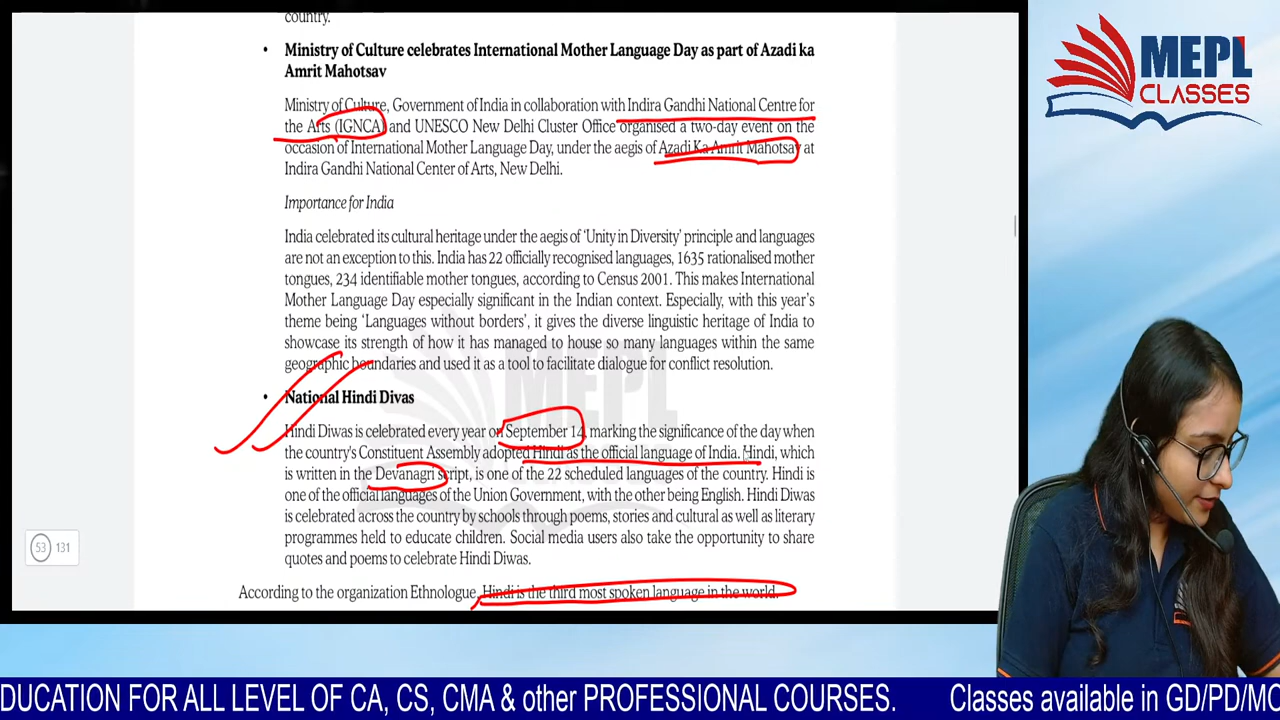 country.
• Ministry of Culture celebrates International Mother Language Day as part of Azadi ka
Amrit Mahotsav
Ministry of Culture, Government of India in collaboration with Indira Gandhi National Centre for
the Arts (IGNCA) and UNESCO New Delhi Cluster Office organised a two-day event on the
occasion of International Mother Language Day, under the aegis of Azadi Ka Amrit Mahotsav at
Indira Gandhi National Center of Arts, New Delhi.
Importance for India
India celebrated its cultural heritage under the aegis of 'Unity in Diversity' principle and languages
are not an exception to this. India has 22 officially recognised languages, 1635 rationalised mother
tongues, 234 identifiable mother tongues, according to Census 2001. This makes International
Mother Language Day especially significant in the Indian context. Especially, with this year's
theme being 'Languages without borders', it gives the diverse linguistic heritage of India to
showcase its strength of how it has managed to house so many languages within the same
geographic boundaries and used it as a tool to facilitate dialogue for conflict resolution.
• National Hindi Divas
Hindi Diwas is celebrated every year on September 14, marking the significance of the day when
the country's Constituent Assembly adopted Hindi as the official language of India. Hindi, which
is written in the Devanagri script, is one of the 22 scheduled languages of the country. Hindi is
one of the official languages of the Union Government, with the other being English. Hindi Diwas
is celebrated across the country by schools through poems, stories and cultural as well as literary
programmes held to educate children. Social media users also take the opportunity to share
quotes and poems to celebrate Hindi Diwas.
According to the organization Ethnologue, Hindi is the third most spoken language in the world.
53 131
MEPL
CLASSES
MEPL
CLASSES
DUCATION FOR ALL LEVEL OF CA, CS, CMA & other PROFESSIONAL COURSES. Classes available in GD/PD/MO